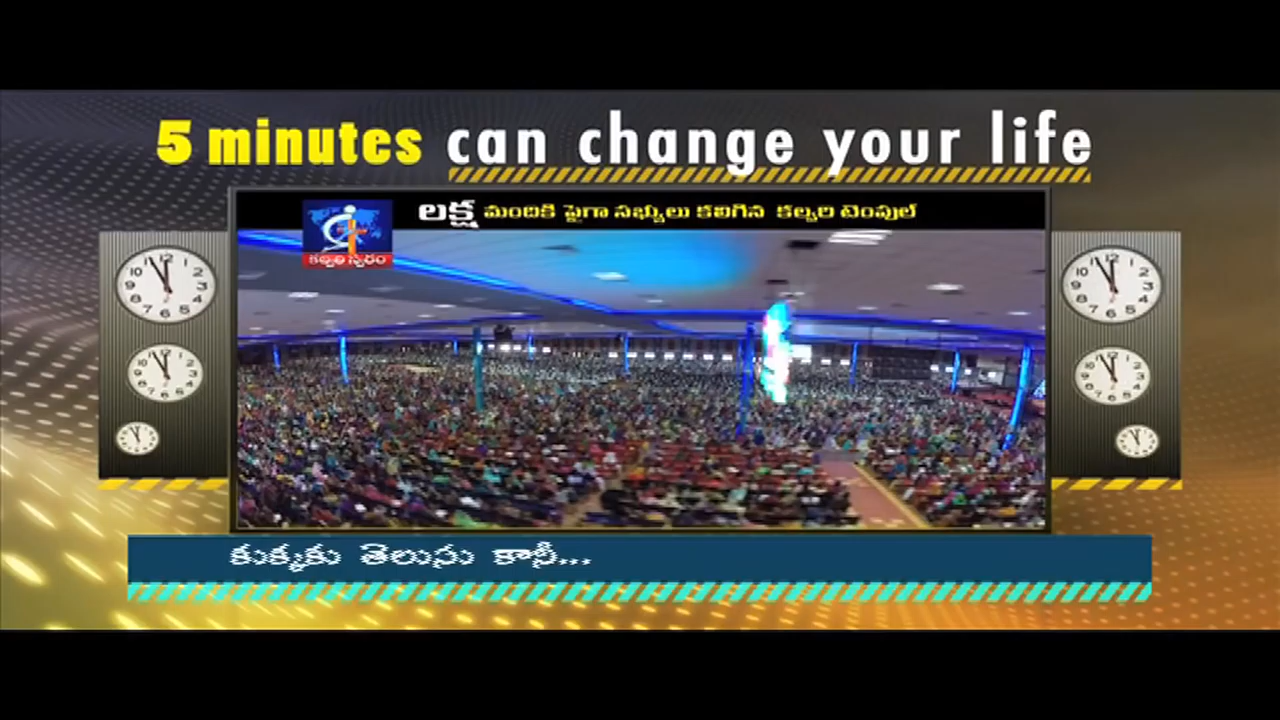 5 minutes can change your life
లక్ష మందికి పైగా సభ్యులు కలిగిన కల్వరి టెంపుల్
కల్వరి స్వరం
కుక్కకు తెలును కానీ...